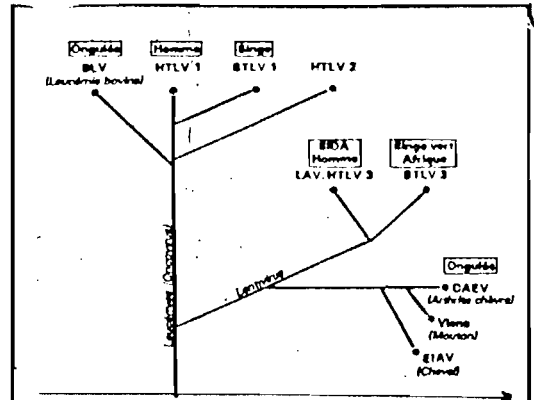 Ongulés
BLV
(Leucémie bovine)
Homme
HTLV 1
Singe
STLV 1
HTLV 2
SIDA
Homme
LAV. HTLV 3
Singe vert
Afrique
STLV 3
Lentivirus
Ongulés
CAEV
(Arthrite chèvre)
Visna
(Mouton)
EIAV
(Cheval)